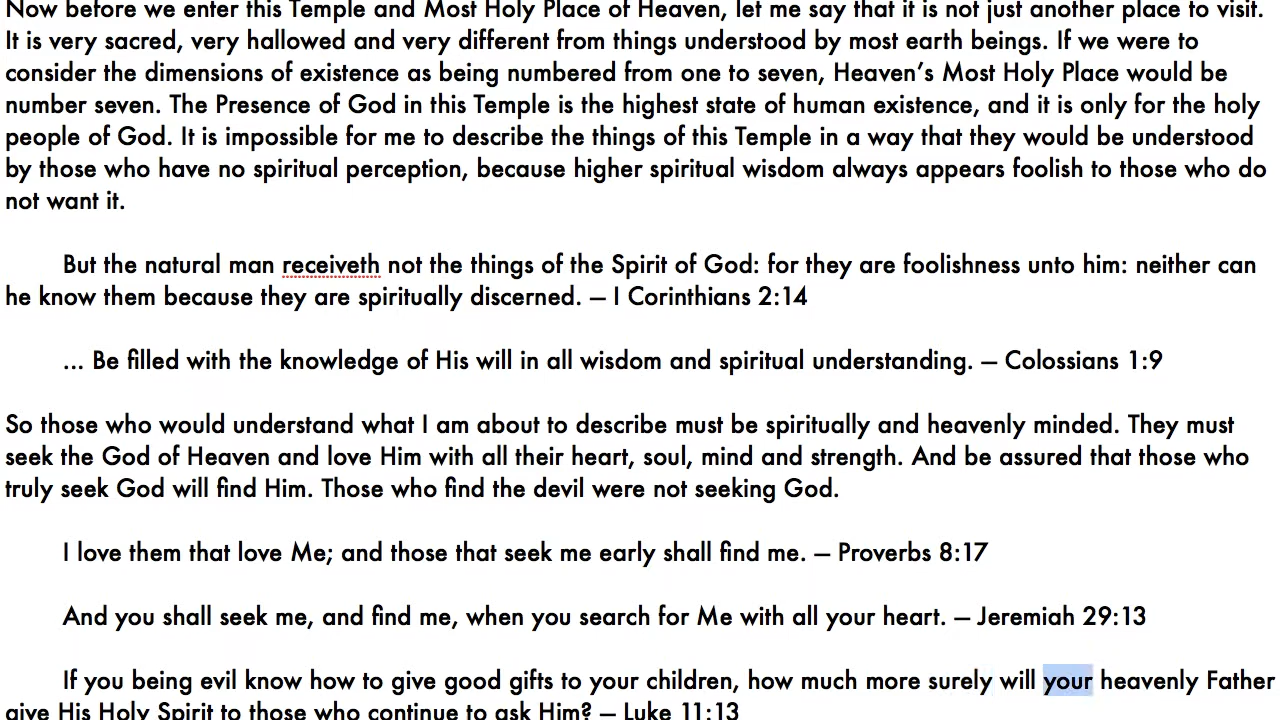 Now before we enter this Temple and Most Holy Place of Heaven, let me say that it is not just another place to visit.
It is very sacred, very hallowed and very different from things understood by most earth beings. If we were to
consider the dimensions of existence as being numbered from one to seven, Heaven’s Most Holy Place would be
number seven. The Presence of God in this Temple is the highest state of human existence, and it is only for the holy
people of God. It is impossible for me to describe the things of this Temple in a way that they would be understood
by those who have no spiritual perception, because higher spiritual wisdom always appears foolish to those who do
not want it.
But the natural man receiveth not the things of the Spirit of God: for they are foolishness unto him: neither can
he know them because they are spiritually discerned. — I Corinthians 2:14
... Be filled with the knowledge of His will in all wisdom and spiritual understanding. — Colossians 1:9
So those who would understand what I am about to describe must be spiritually and heavenly minded. They must
seek the God of Heaven and love Him with all their heart, soul, mind and strength. And be assured that those who
truly seek God will find Him. Those who find the devil were not seeking God.
I love them that love Me; and those that seek me early shall find me. — Proverbs 8:17
And you shall seek me, and find me, when you search for Me with all your heart. — Jeremiah 29:13
If you being evil know how to give good gifts to your children, how much more surely will your heavenly Father
give His Holy Spirit to those who continue to ask Him? — Luke 11:13